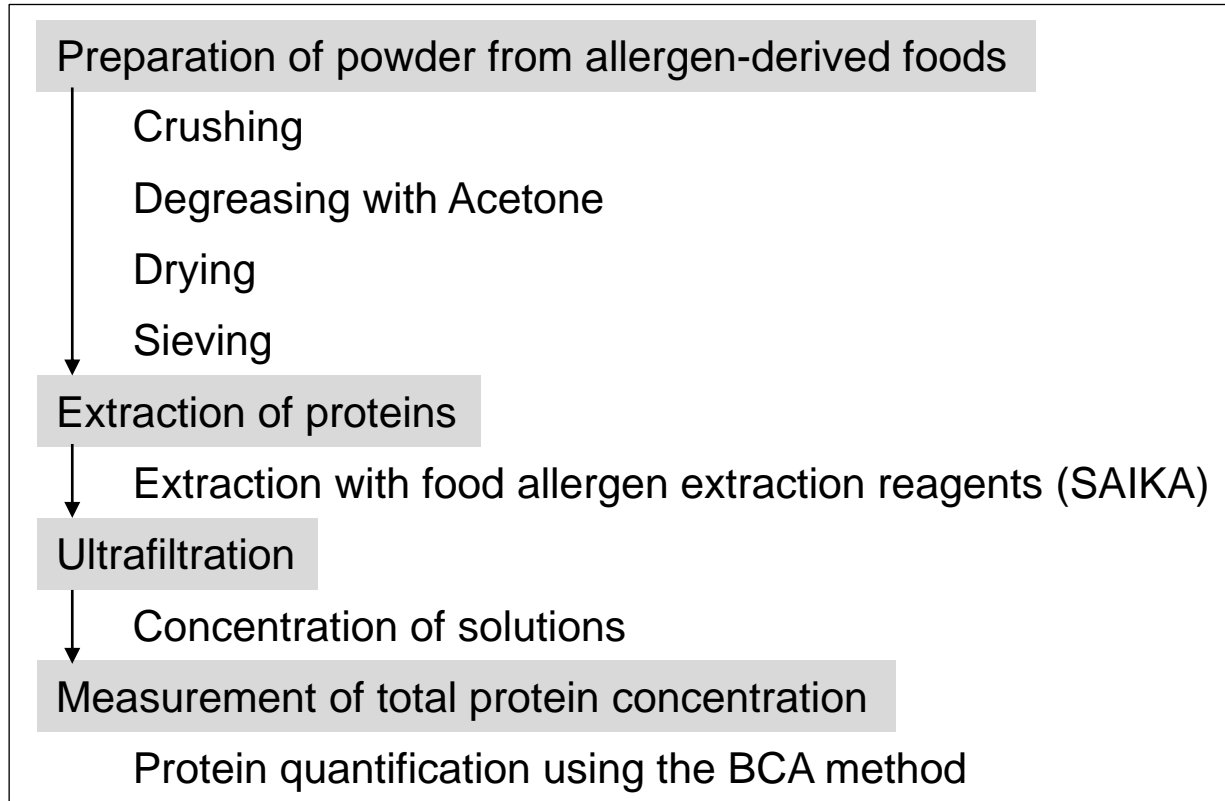 Preparation of powder from allergen-derived foods
Crushing
Degreasing with Acetone
Drying
Sieving
Extraction of proteins
Extraction with food allergen extraction reagents (SAIKA)
Ultrafiltration
Concentration of solutions
Measurement of total protein concentration
Protein quantification using the BCA method